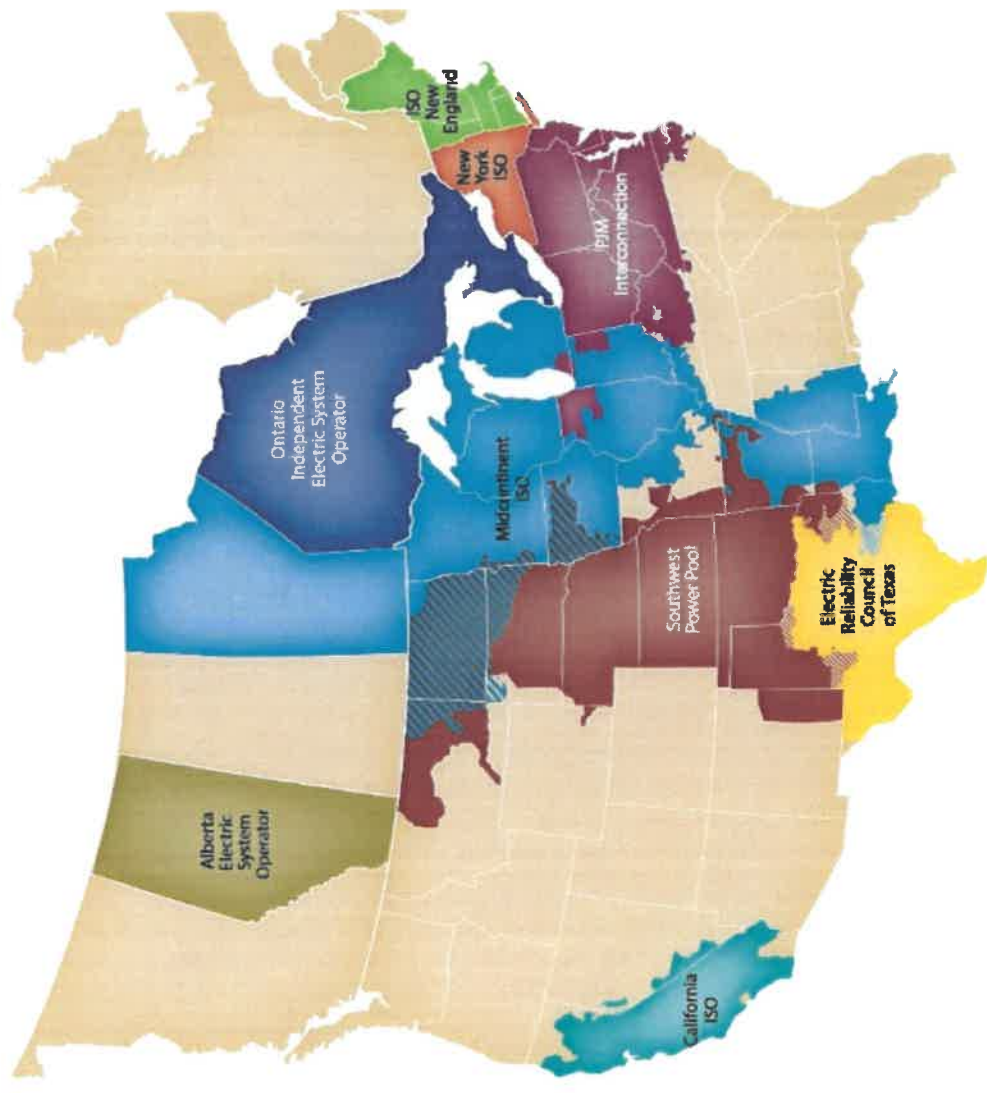 Alberta
Electric
System
Operator
Ontario
Independent
Electric System
Operator
ISO
New
England
New
York
ISO
Midcontinent
ISO
PJM
Interconnection
Southwest
Power Pool
California
ISO
Electric
Reliability
Council
of Texas